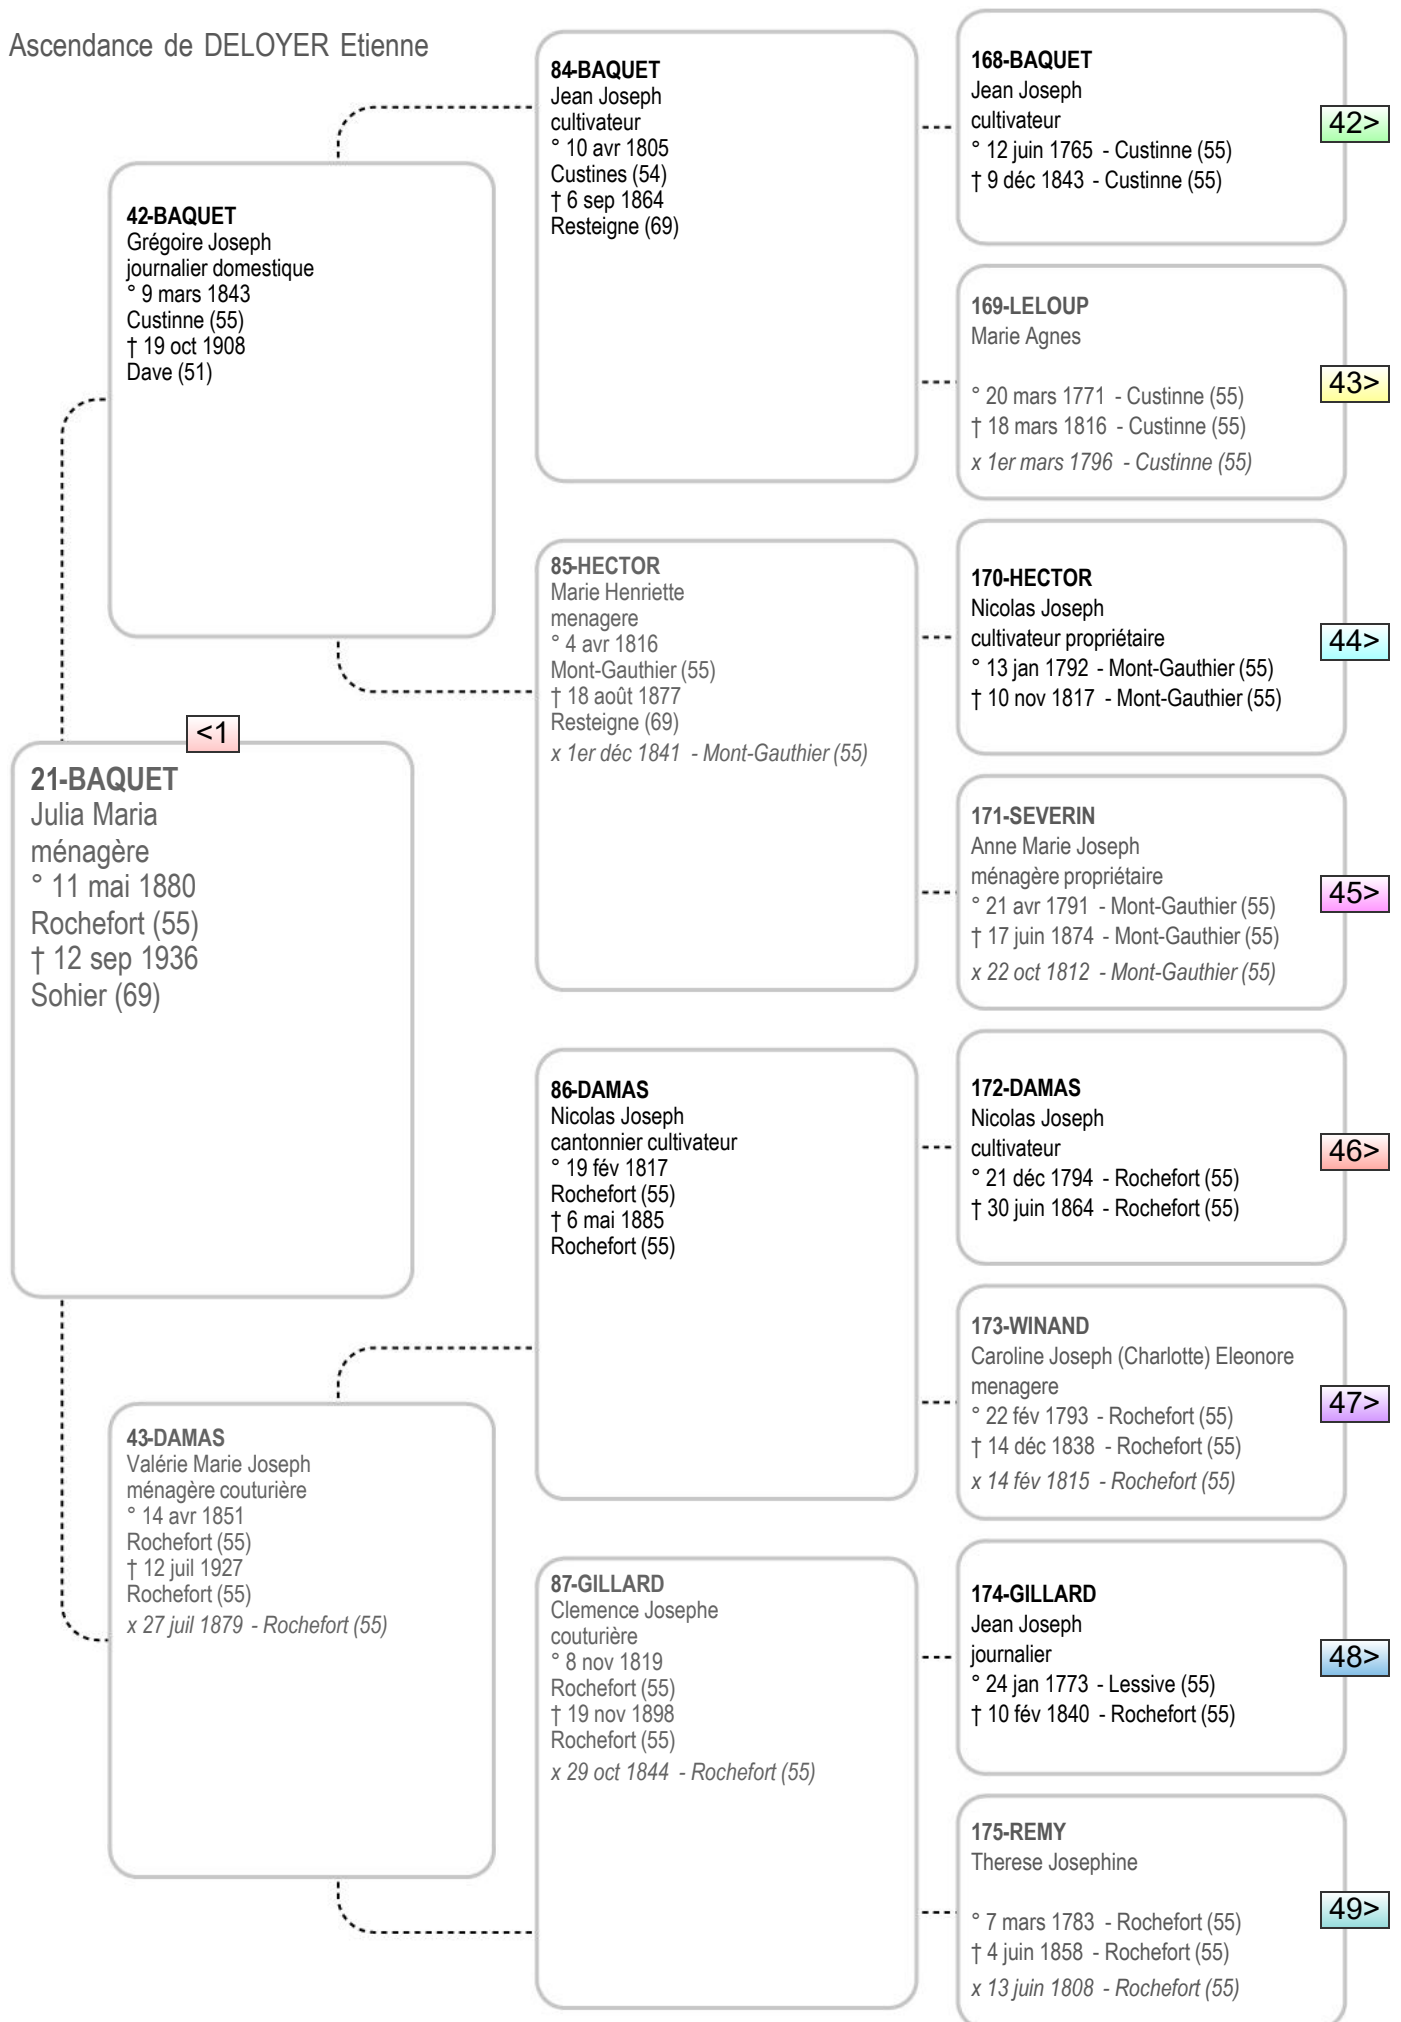 Ascendance de DELOYER Etienne
84-BAQUET
Jean Joseph
cultivateur
° 10 avr 1805
Custines (54)
† 6 sep 1864
Resteigne (69)
168-BAQUET
Jean Joseph
cultivateur
° 12 juin 1765 - Custinne (55)
† 9 déc 1843 - Custinne (55)
42>
42-BAQUET
Grégoire Joseph
journalier domestique
° 9 mars 1843
Custinne (55)
† 19 oct 1908
Dave (51)
169-LELOUP
Marie Agnes
° 20 mars 1771 - Custinne (55)
† 18 mars 1816 - Custinne (55)
x 1er mars 1796 - Custinne (55)
43>
85-HECTOR
Marie Henriette
menagere
° 4 avr 1816
Mont-Gauthier (55)
† 18 août 1877
Resteigne (69)
x 1er déc 1841 - Mont-Gauthier (55)
170-HECTOR
Nicolas Joseph
cultivateur propriétaire
° 13 jan 1792 - Mont-Gauthier (55)
† 10 nov 1817 - Mont-Gauthier (55)
44>
<1
21-BAQUET
Julia Maria
ménagère
° 11 mai 1880
Rochefort (55)
† 12 sep 1936
Sohier (69)
171-SEVERIN
Anne Marie Joseph
ménagère propriétaire
° 21 avr 1791 - Mont-Gauthier (55)
† 17 juin 1874 - Mont-Gauthier (55)
x 22 oct 1812 - Mont-Gauthier (55)
45>
86-DAMAS
Nicolas Joseph
cantonnier cultivateur
° 19 fév 1817
Rochefort (55)
† 6 mai 1885
Rochefort (55)
172-DAMAS
Nicolas Joseph
cultivateur
° 21 déc 1794 - Rochefort (55)
† 30 juin 1864 - Rochefort (55)
46>
173-WINAND
Caroline Joseph (Charlotte) Eleonore
menagere
° 22 fév 1793 - Rochefort (55)
† 14 déc 1838 - Rochefort (55)
x 14 fév 1815 - Rochefort (55)
47>
43-DAMAS
Valérie Marie Joseph
ménagère couturière
° 14 avr 1851
Rochefort (55)
† 12 juil 1927
Rochefort (55)
x 27 juil 1879 - Rochefort (55)
87-GILLARD
Clemence Josephe
couturière
° 8 nov 1819
Rochefort (55)
† 19 nov 1898
Rochefort (55)
x 29 oct 1844 - Rochefort (55)
174-GILLARD
Jean Joseph
journalier
° 24 jan 1773 - Lessive (55)
† 10 fév 1840 - Rochefort (55)
48>
175-REMY
Therese Josephine
° 7 mars 1783 - Rochefort (55)
† 4 juin 1858 - Rochefort (55)
x 13 juin 1808 - Rochefort (55)
49>